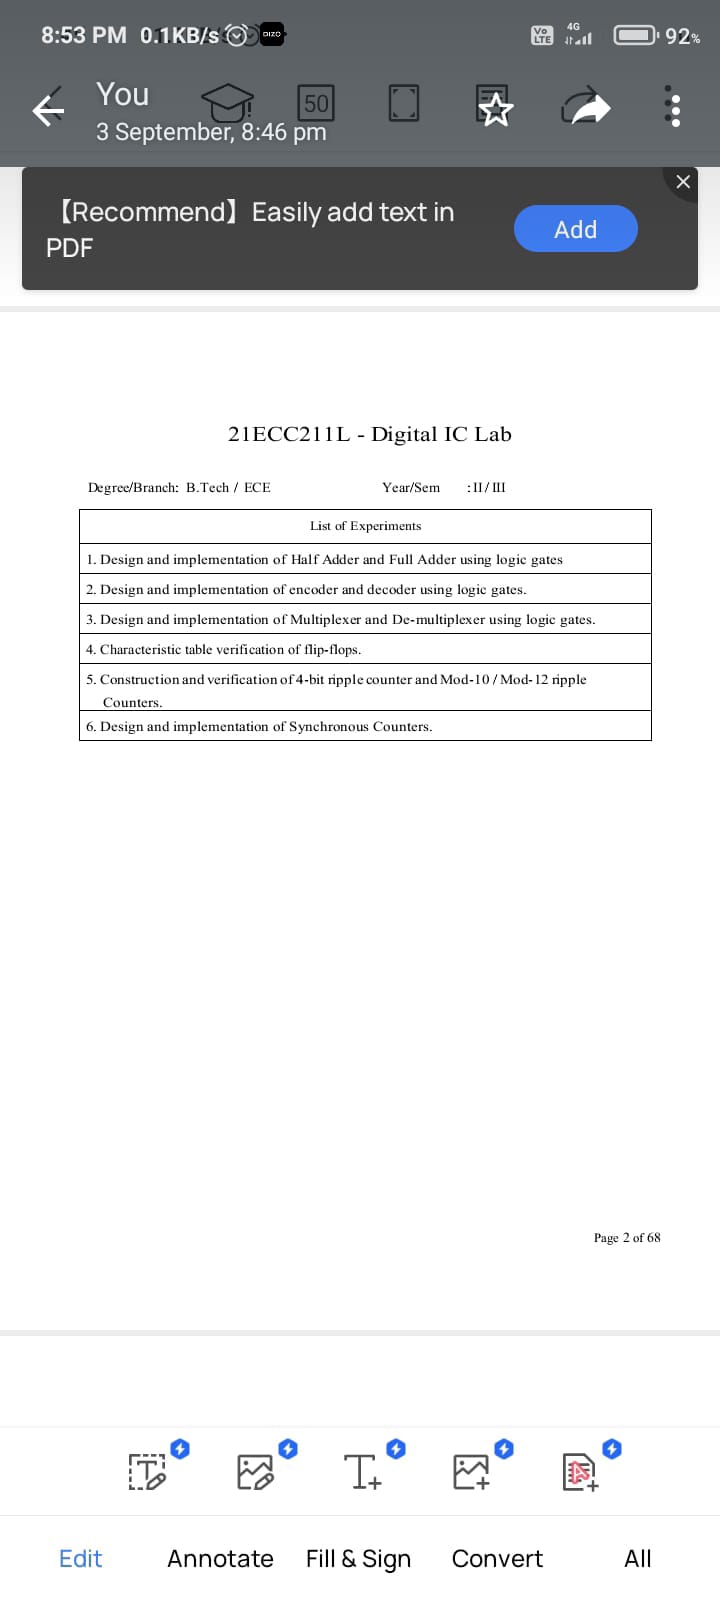 8:53 PM 0.1KB/s DIZO Vo LTE 4G 92%
You
50
3 September, 8:46 pm
【Recommend】Easily add text in
PDF
Add
21ECC211L - Digital IC Lab
Degree/Branch: B.Tech / ECE Year/Sem : II / III
List of Experiments
1. Design and implementation of Half Adder and Full Adder using logic gates
2. Design and implementation of encoder and decoder using logic gates.
3. Design and implementation of Multiplexer and De-multiplexer using logic gates.
4. Characteristic table verification of flip-flops.
5. Construction and verification of 4-bit ripple counter and Mod-10 / Mod-12 ripple
Counters.
6. Design and implementation of Synchronous Counters.
Page 2 of 68
Edit Annotate Fill & Sign Convert All